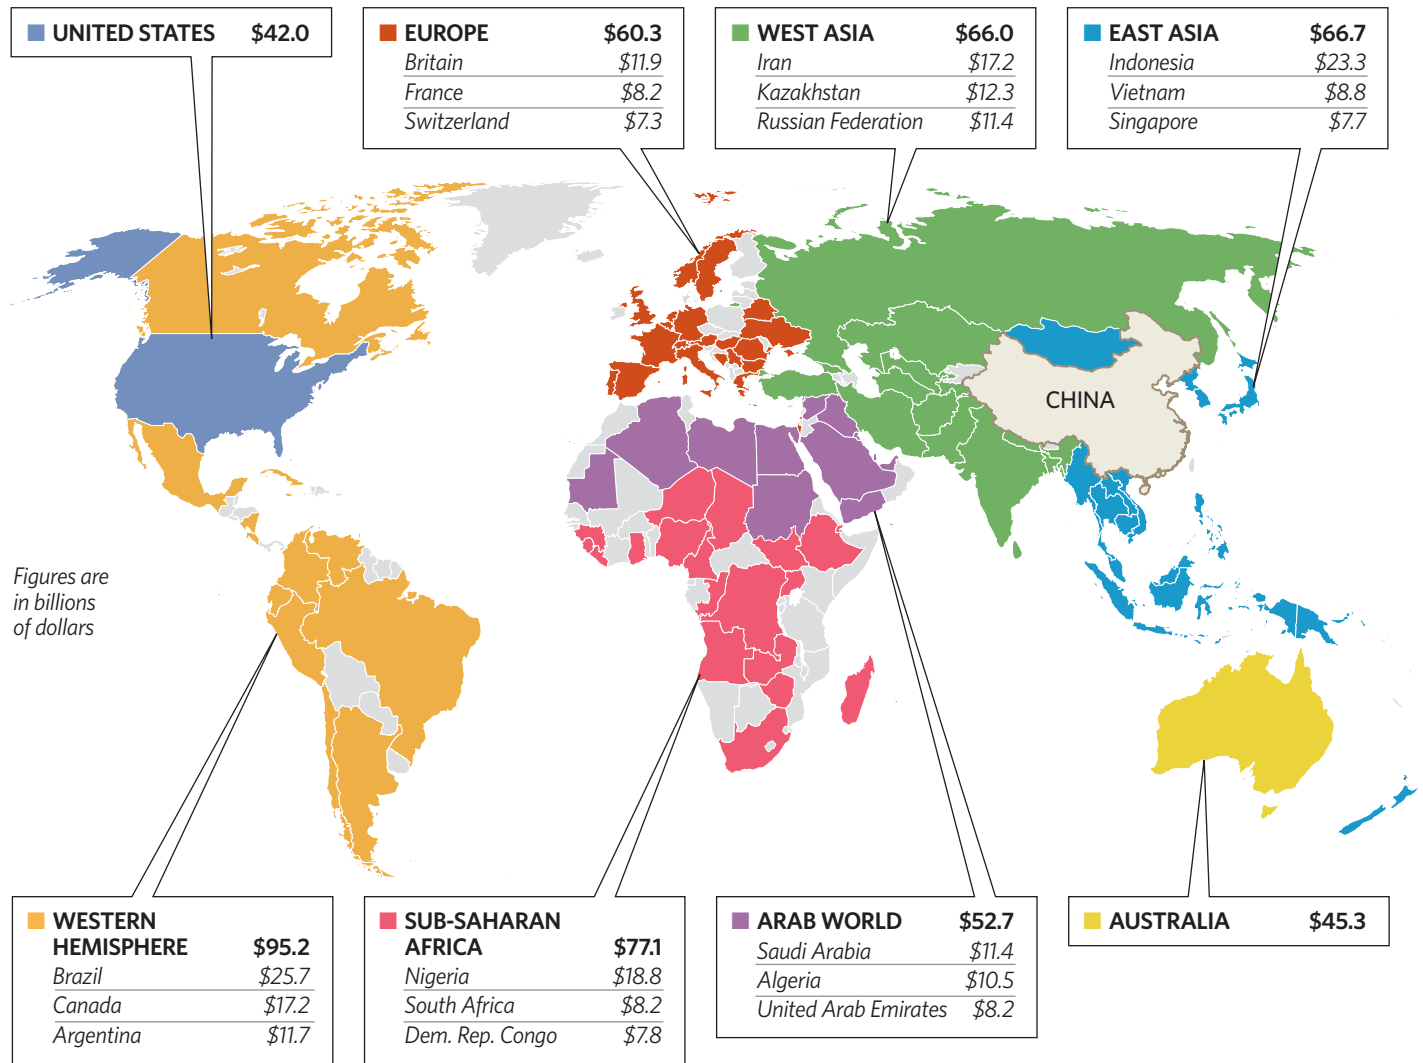 UNITED STATES $42.0
EUROPE $60.3
Britain $11.9
France $8.2
Switzerland $7.3
WEST ASIA $66.0
Iran $17.2
Kazakhstan $12.3
Russian Federation $11.4
EAST ASIA $66.7
Indonesia $23.3
Vietnam $8.8
Singapore $7.7
CHINA
Figures are
in billions
of dollars
WESTERN
HEMISPHERE $95.2
Brazil $25.7
Canada $17.2
Argentina $11.7
SUB-SAHARAN
AFRICA $77.1
Nigeria $18.8
South Africa $8.2
Dem. Rep. Congo $7.8
ARAB WORLD $52.7
Saudi Arabia $11.4
Algeria $10.5
United Arab Emirates $8.2
AUSTRALIA $45.3